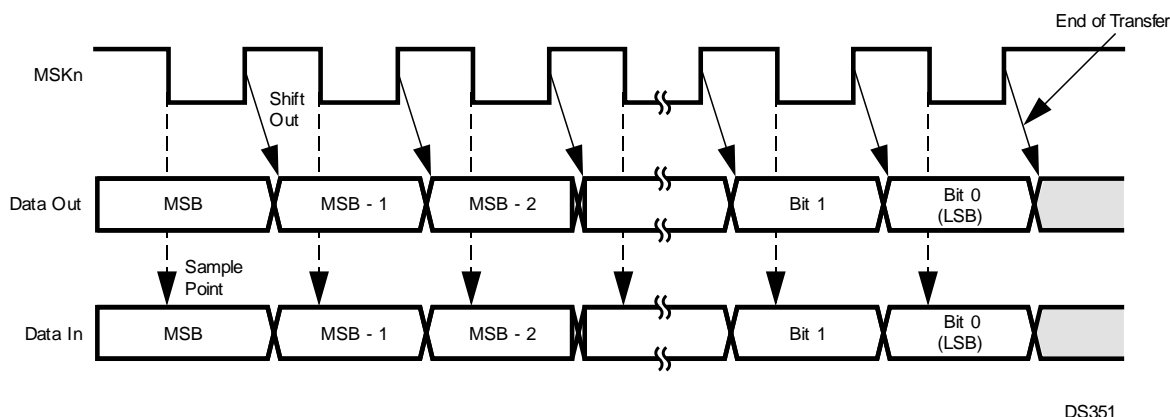 End of Transfer
MSKn
Shift
Out
Data Out
MSB
MSB - 1
MSB - 2
Bit 1
Bit 0
(LSB)
Sample
Point
Data In
MSB
MSB - 1
MSB - 2
Bit 1
Bit 0
(LSB)
DS351